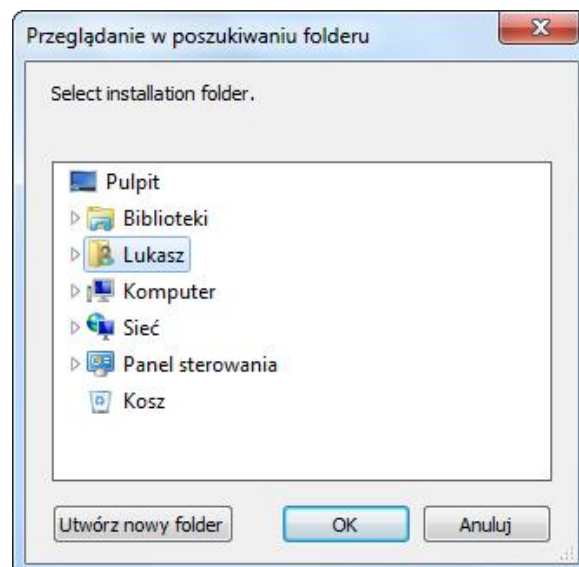 Przeglądanie w poszukiwaniu folderu
Select installation folder.
Pulpit
Biblioteki
Lukasz
Komputer
Sieć
Panel sterowania
Kosz
Utwórz nowy folder OK Anuluj